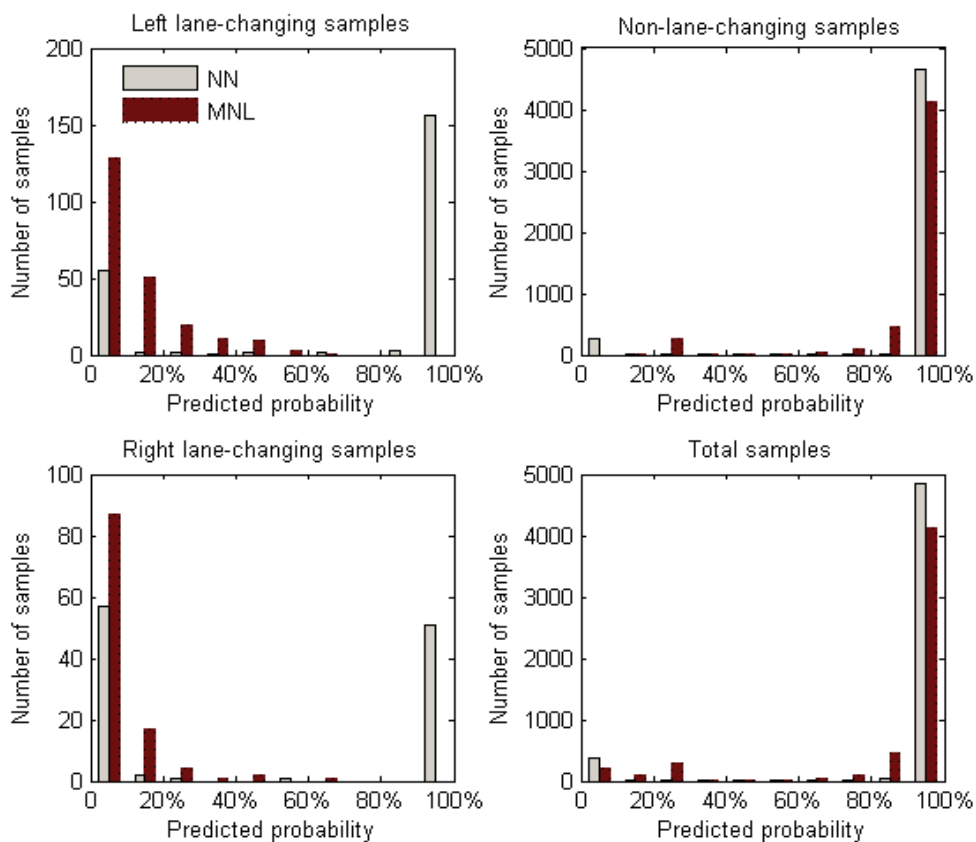 Left lane-changing samples
Number of samples
200
150
100
50
0
NN
MNL
0 20% 40% 60% 80% 100%
Predicted probability
Non-lane-changing samples
Number of samples
5000
4000
3000
2000
1000
0
0 20% 40% 60% 80% 100%
Predicted probability
Right lane-changing samples
Number of samples
100
80
60
40
20
0
0 20% 40% 60% 80% 100%
Predicted probability
Total samples
Number of samples
5000
4000
3000
2000
1000
0
0 20% 40% 60% 80% 100%
Predicted probability